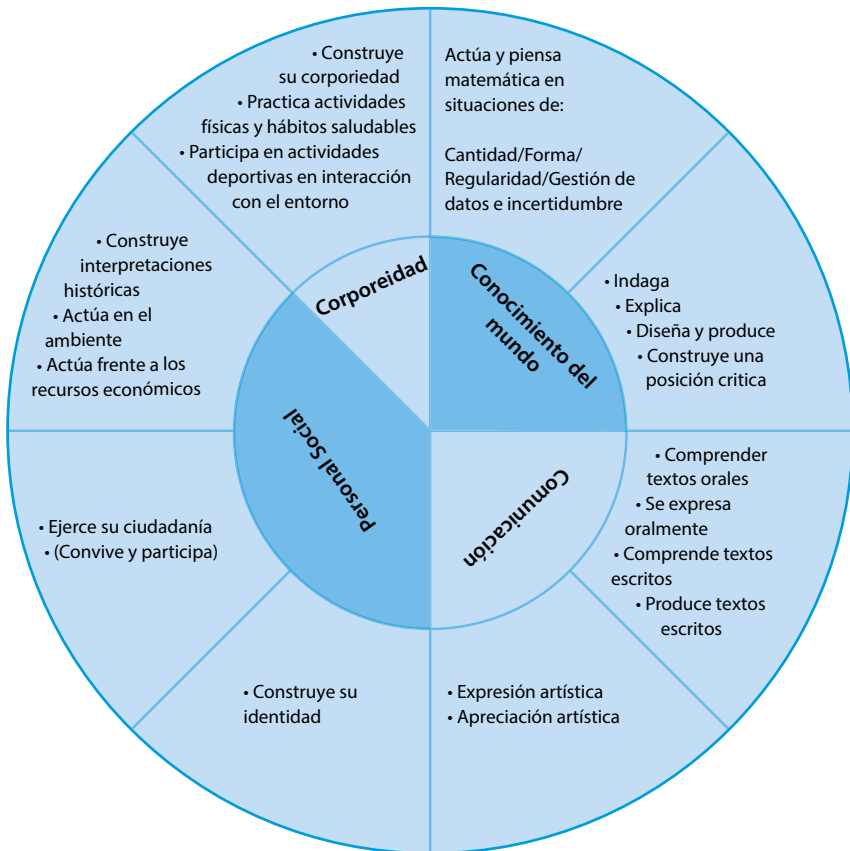 • Construye
su corporiedad
• Practica actividades
físicas y hábitos saludables
• Participa en actividades
deportivas en interacción
con el entorno
Actúa y piensa
matemática en
situaciones de:
Cantidad/Forma/
Regularidad/Gestión de
datos e incertidumbre
• Indaga
• Explica
• Diseña y produce
• Construye una
posición critica
• Comprender
textos orales
• Se expresa
oralmente
• Comprende textos
escritos
• Produce textos
escritos
• Expresión artística
• Apreciación artística
• Construye su
identidad
• Ejerce su ciudadanía
• (Convive y participa)
• Construye
interpretaciones
históricas
• Actúa en el
ambiente
• Actúa frente a los
recursos económicos
Corporeidad
Conocimiento del
mundo
Comunicación
Personal Social